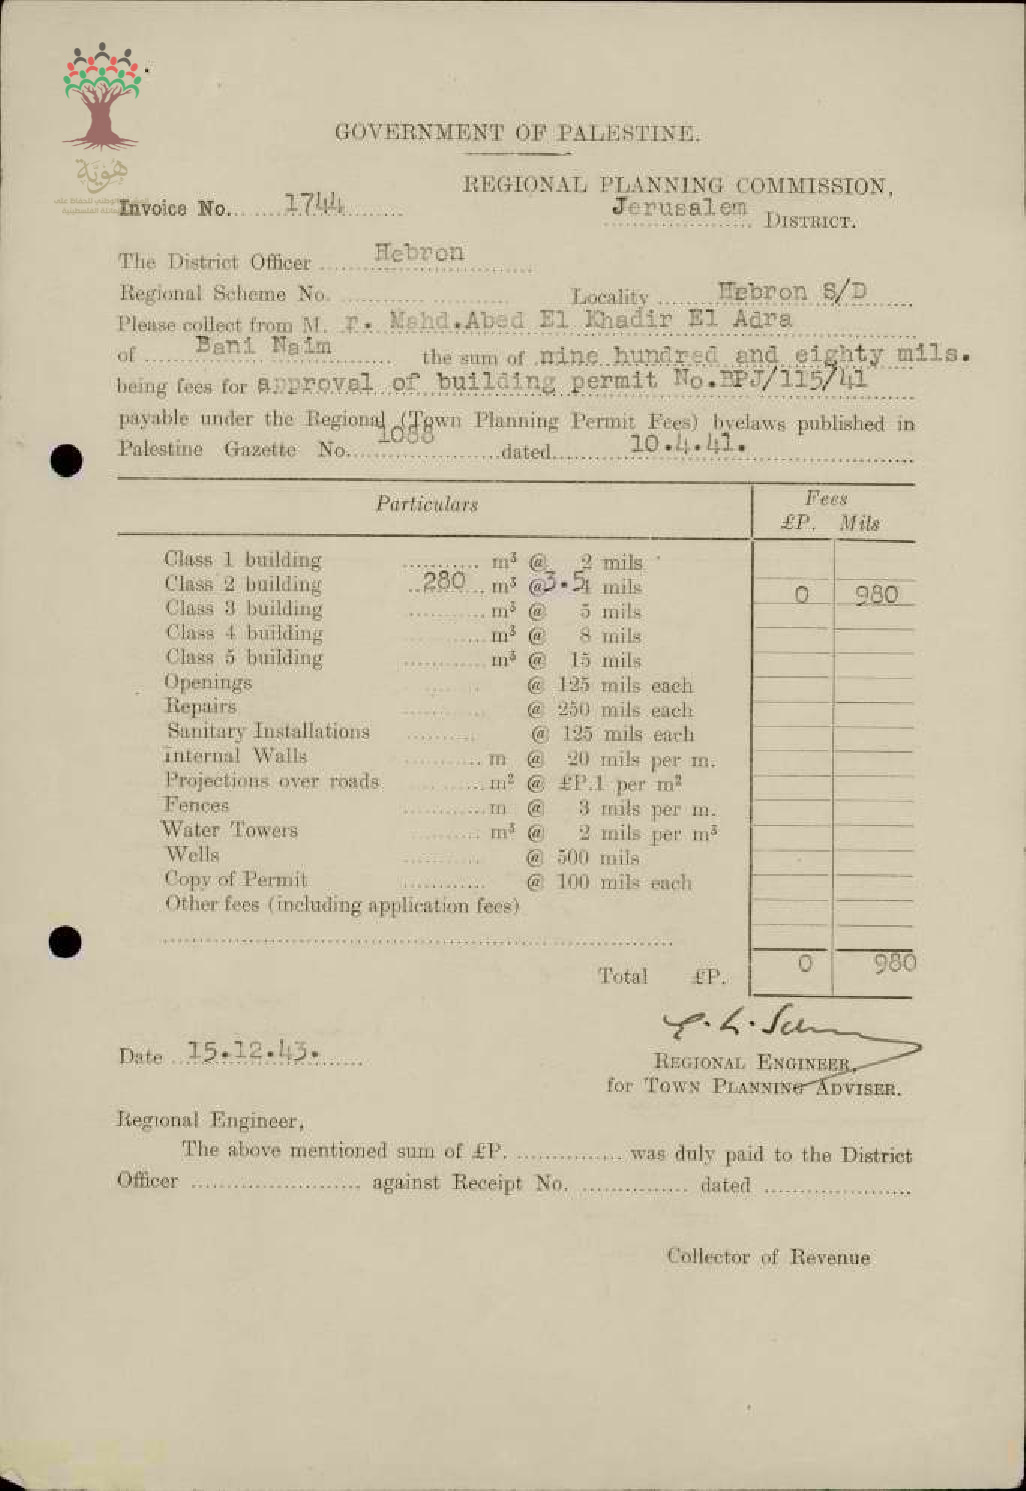 هوية
GOVERNMENT OF PALESTINE.
REGIONAL PLANNING COMMISSION,
Invoice No. 1744
Jerusalem DISTRICT.
The District Officer Hebron
Regional Scheme No. Locality Hebron S/D
Please collect from M. r. Mahd.Abed El Khadir El Adra
of Bani Naim the sum of nine hundred and eighty mils.
being fees for approval of building permit No.BPJ/115/41
payable under the Regional (Town Planning Permit Fees) byelaws published in
Palestine Gazette No. 1088 dated 10.4.41.
Particulars Fees
£P. Mils
Class 1 building m³ @ 2 mils
Class 2 building 280 m³ @ 3.5 mils 0 980
Class 3 building m³ @ 5 mils
Class 4 building m³ @ 8 mils
Class 5 building m³ @ 15 mils
Openings @ 125 mils each
Repairs @ 250 mils each
Sanitary Installations @ 125 mils each
Internal Walls m @ 20 mils per m.
Projections over roads m² @ £P.1 per m²
Fences m @ 3 mils per m.
Water Towers m³ @ 2 mils per m³
Wells @ 500 mils
Copy of Permit @ 100 mils each
Other fees (including application fees)
Total £P. 0 980
Date 15.12.43.
REGIONAL ENGINEER,
for TOWN PLANNING ADVISER.
Regional Engineer,
The above mentioned sum of £P. was duly paid to the District
Officer against Receipt No. dated
Collector of Revenue